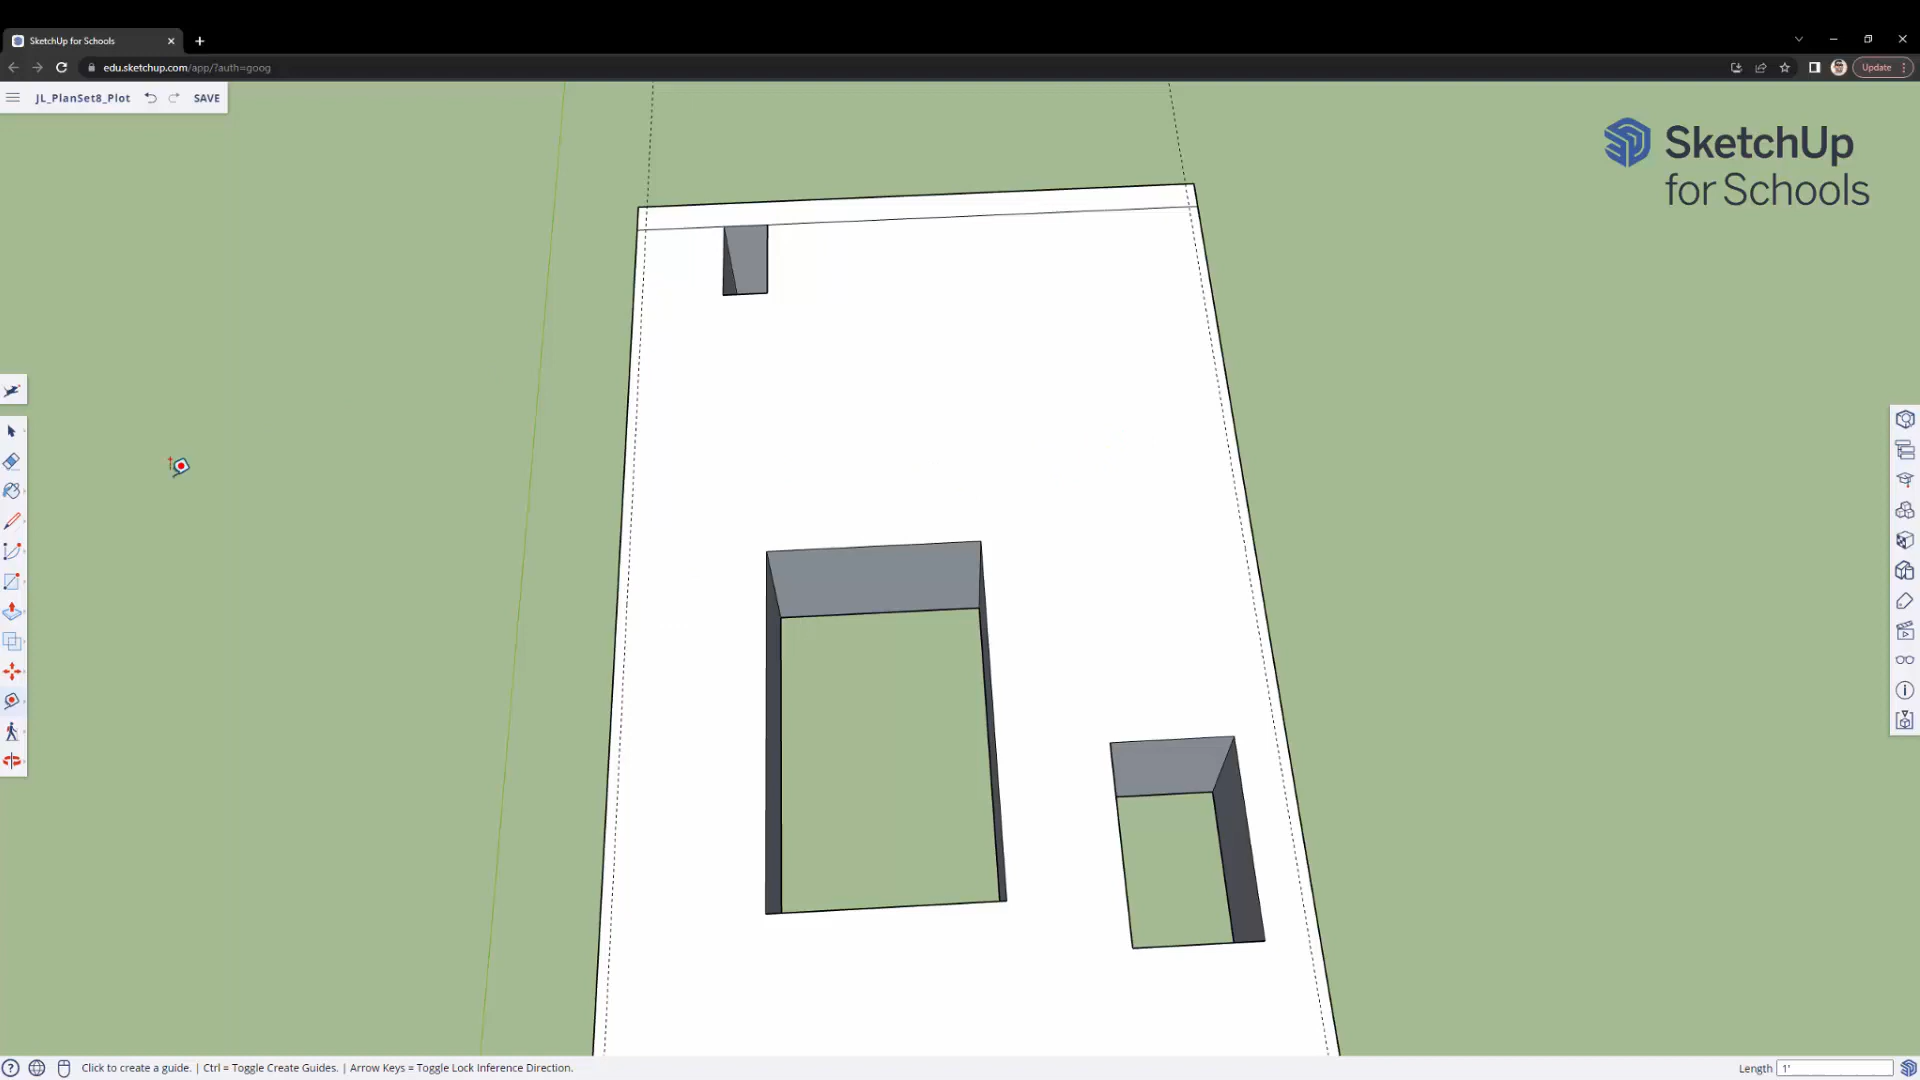 SketchUp for Schools
edu.sketchup.com/app/?auth=goog
Update
JL_PlanSet8_Plot
SAVE
SketchUp
for Schools
Click to create a guide. | Ctrl = Toggle Create Guides. | Arrow Keys = Toggle Lock Inference Direction.
Length 1'